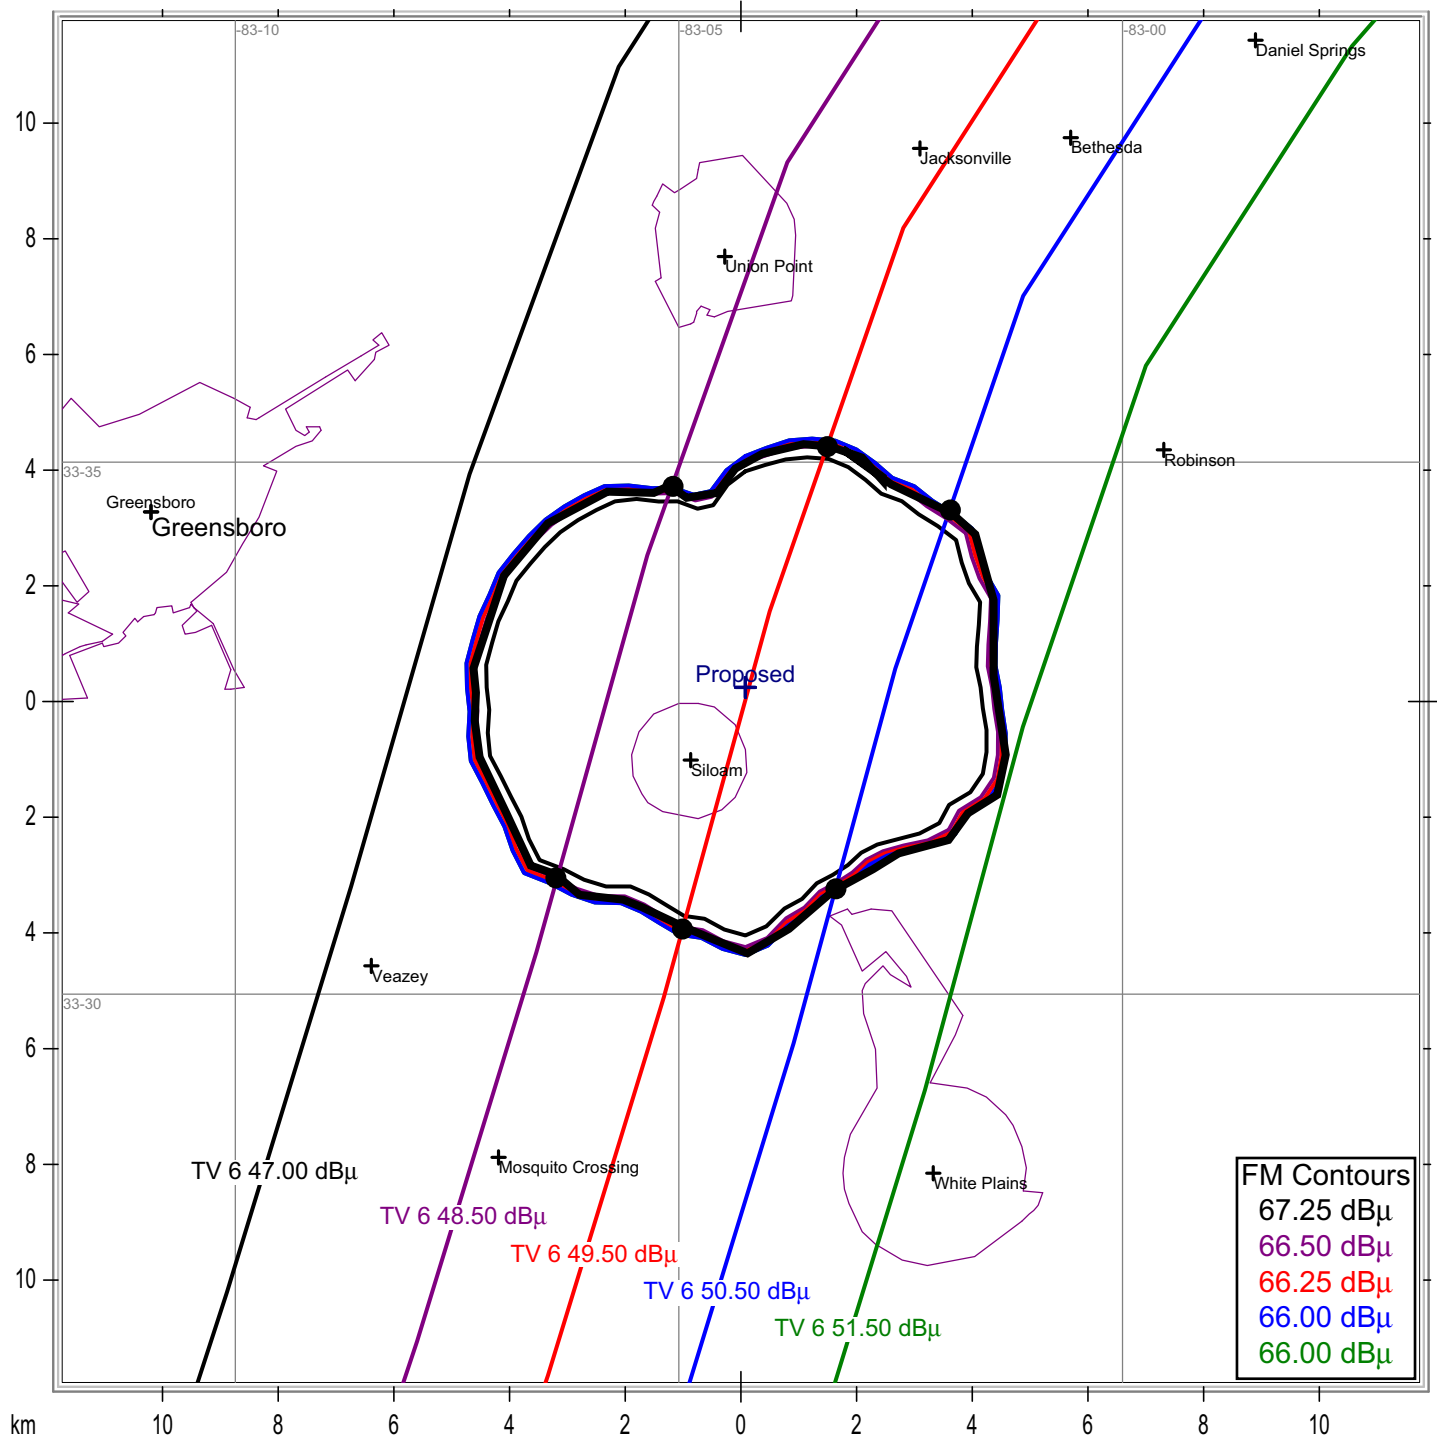 -83-10
-83-05
-83-00
Daniel Springs
10
Jacksonville
Bethesda
8
Union Point
6
4
33-35
Robinson
Greensboro
Greensboro
2
Proposed
0
Siloam
2
4
Veazey
33-30
6
8
Mosquito Crossing
White Plains
TV 6 47.00 dBμ
TV 6 48.50 dBμ
TV 6 49.50 dBμ
TV 6 50.50 dBμ
TV 6 51.50 dBμ
10
FM Contours
67.25 dBμ
66.50 dBμ
66.25 dBμ
66.00 dBμ
66.00 dBμ
km 10 8 6 4 2 0 2 4 6 8 10